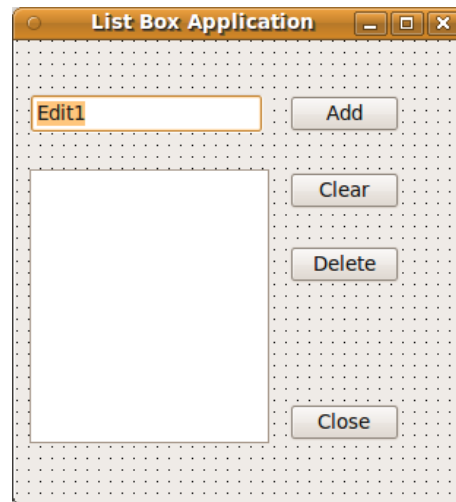 List Box Application
Edit1
Add
Clear
Delete
Close